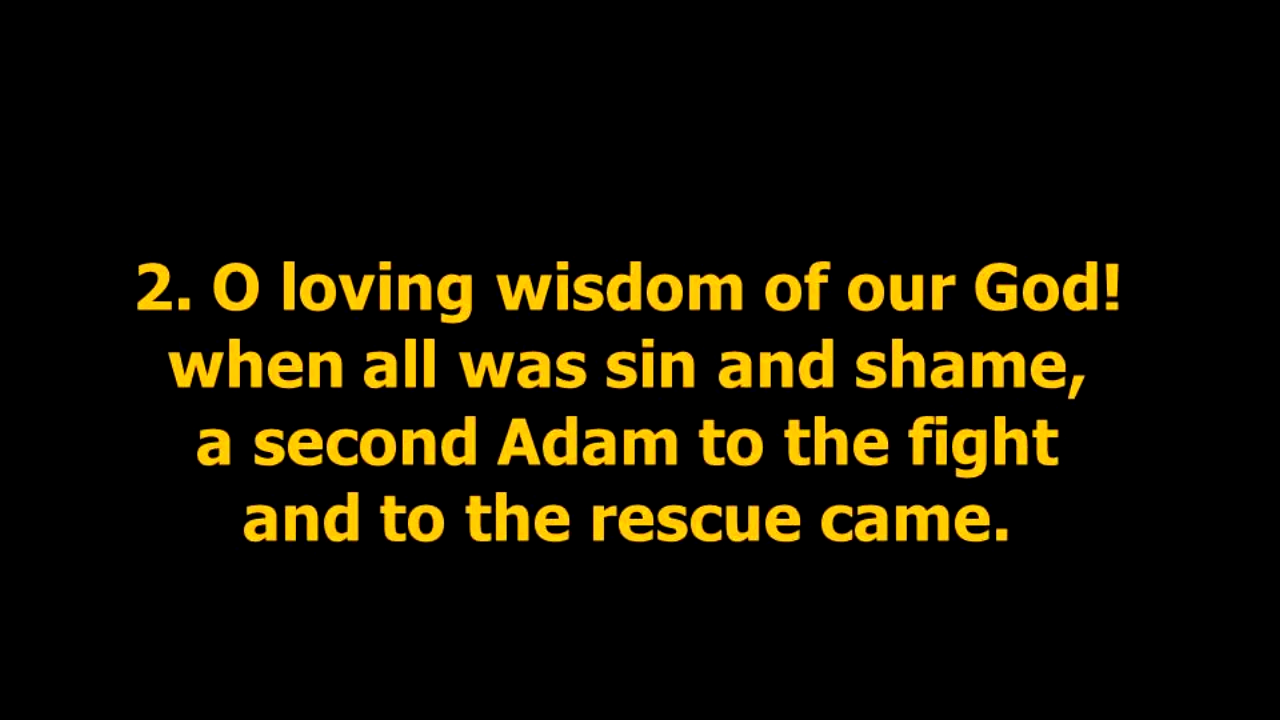 2. O loving wisdom of our God!
when all was sin and shame,
a second Adam to the fight
and to the rescue came.